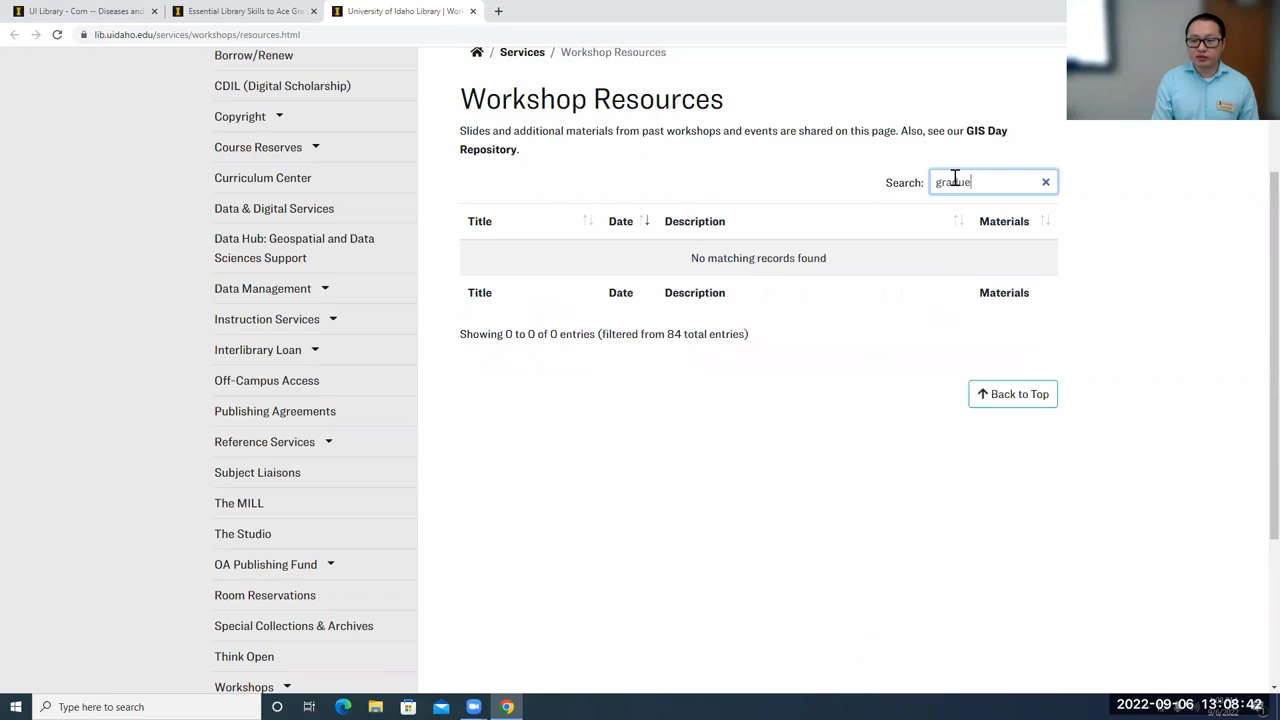 UI Library - Corn -- Diseases and
Essential Library Skills to Ace Gra
University of Idaho Library | Wor
lib.uidaho.edu/services/workshops/resources.html
Borrow/Renew
CDIL (Digital Scholarship)
Copyright
Course Reserves
Curriculum Center
Data & Digital Services
Data Hub: Geospatial and Data
Sciences Support
Data Management
Instruction Services
Interlibrary Loan
Off-Campus Access
Publishing Agreements
Reference Services
Subject Liaisons
The MILL
The Studio
OA Publishing Fund
Room Reservations
Special Collections & Archives
Think Open
Workshops
/ Services / Workshop Resources
Workshop Resources
Slides and additional materials from past workshops and events are shared on this page. Also, see our GIS Day
Repository.
Search: gradue
Title Date Description Materials
No matching records found
Title Date Description Materials
Showing 0 to 0 of 0 entries (filtered from 84 total entries)
Back to Top
Type here to search
2022-09-06 13:08:42